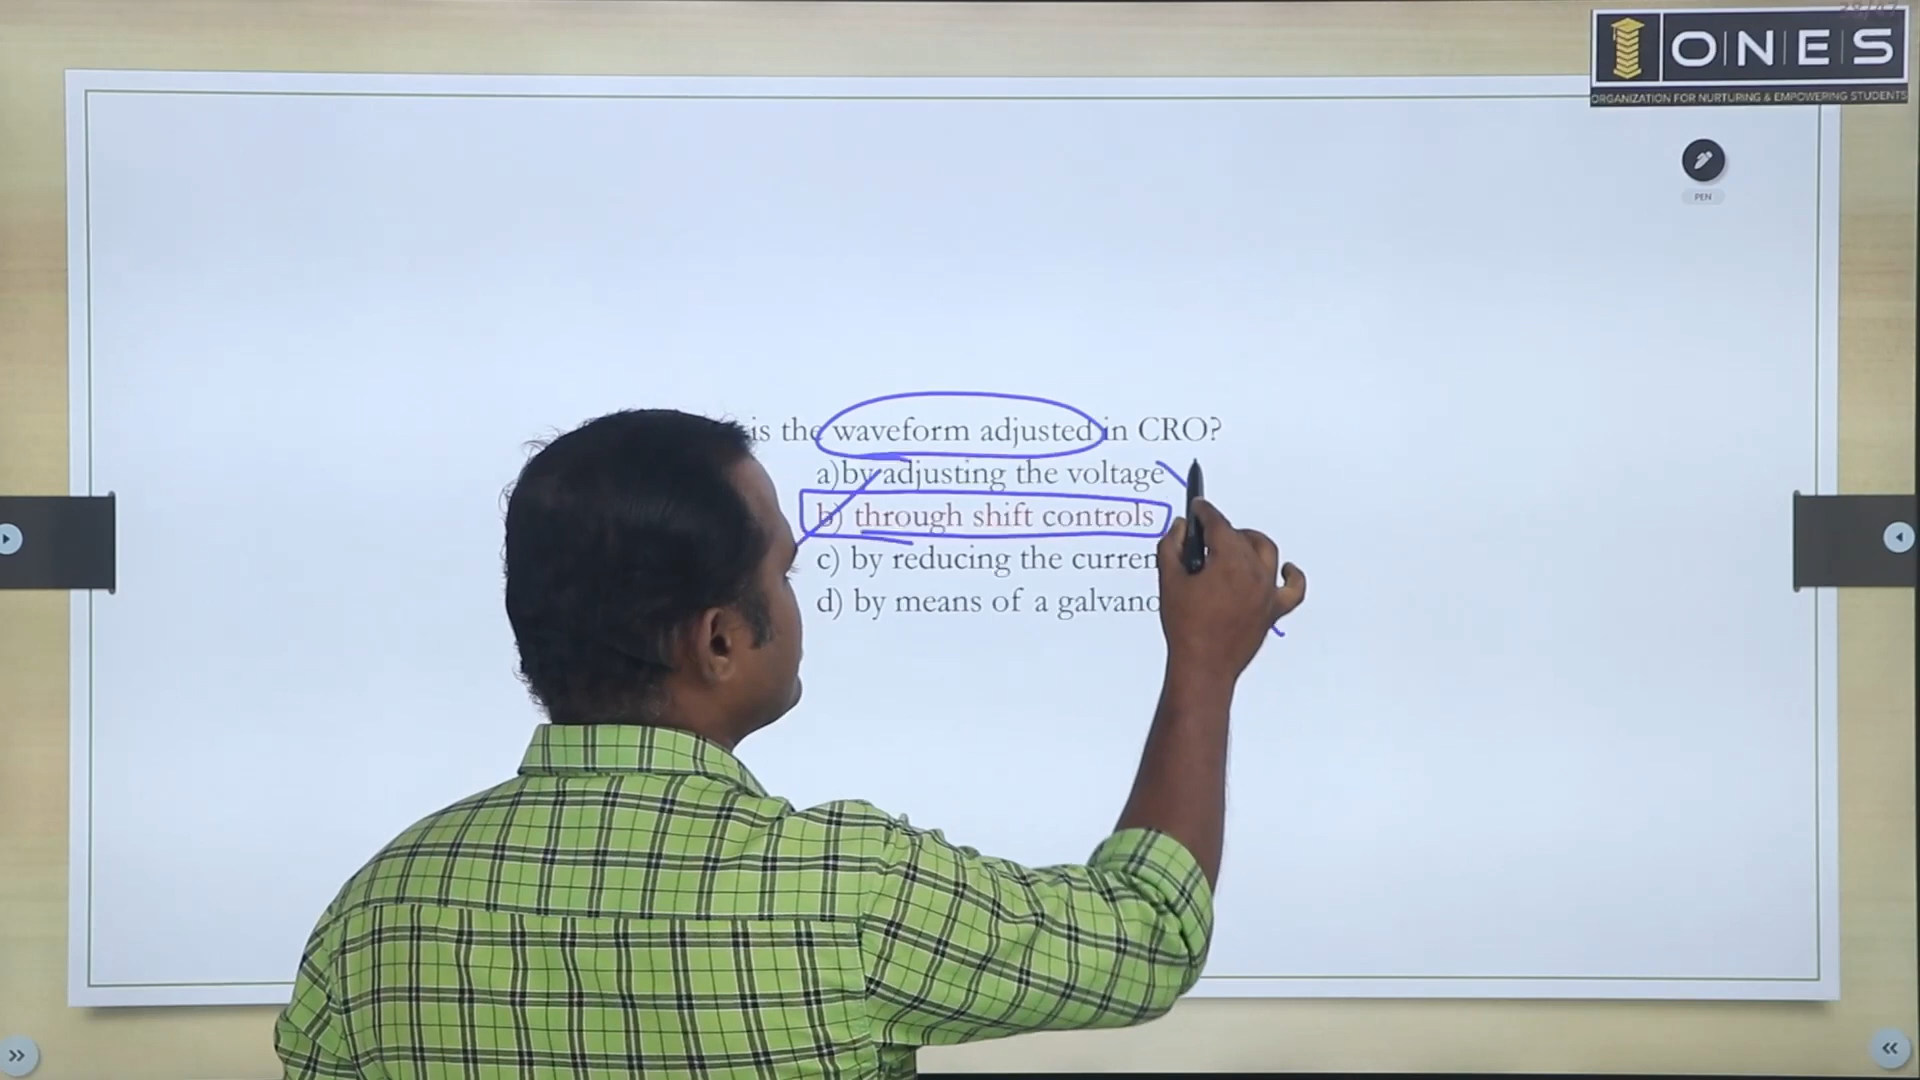 O|N|E|S
ORGANIZATION FOR NURTURING & EMPOWERING STUDENTS
PEN
is the waveform adjusted in CRO?
a)by adjusting the voltage
b) through shift controls
c) by reducing the curren
d) by means of a galvano